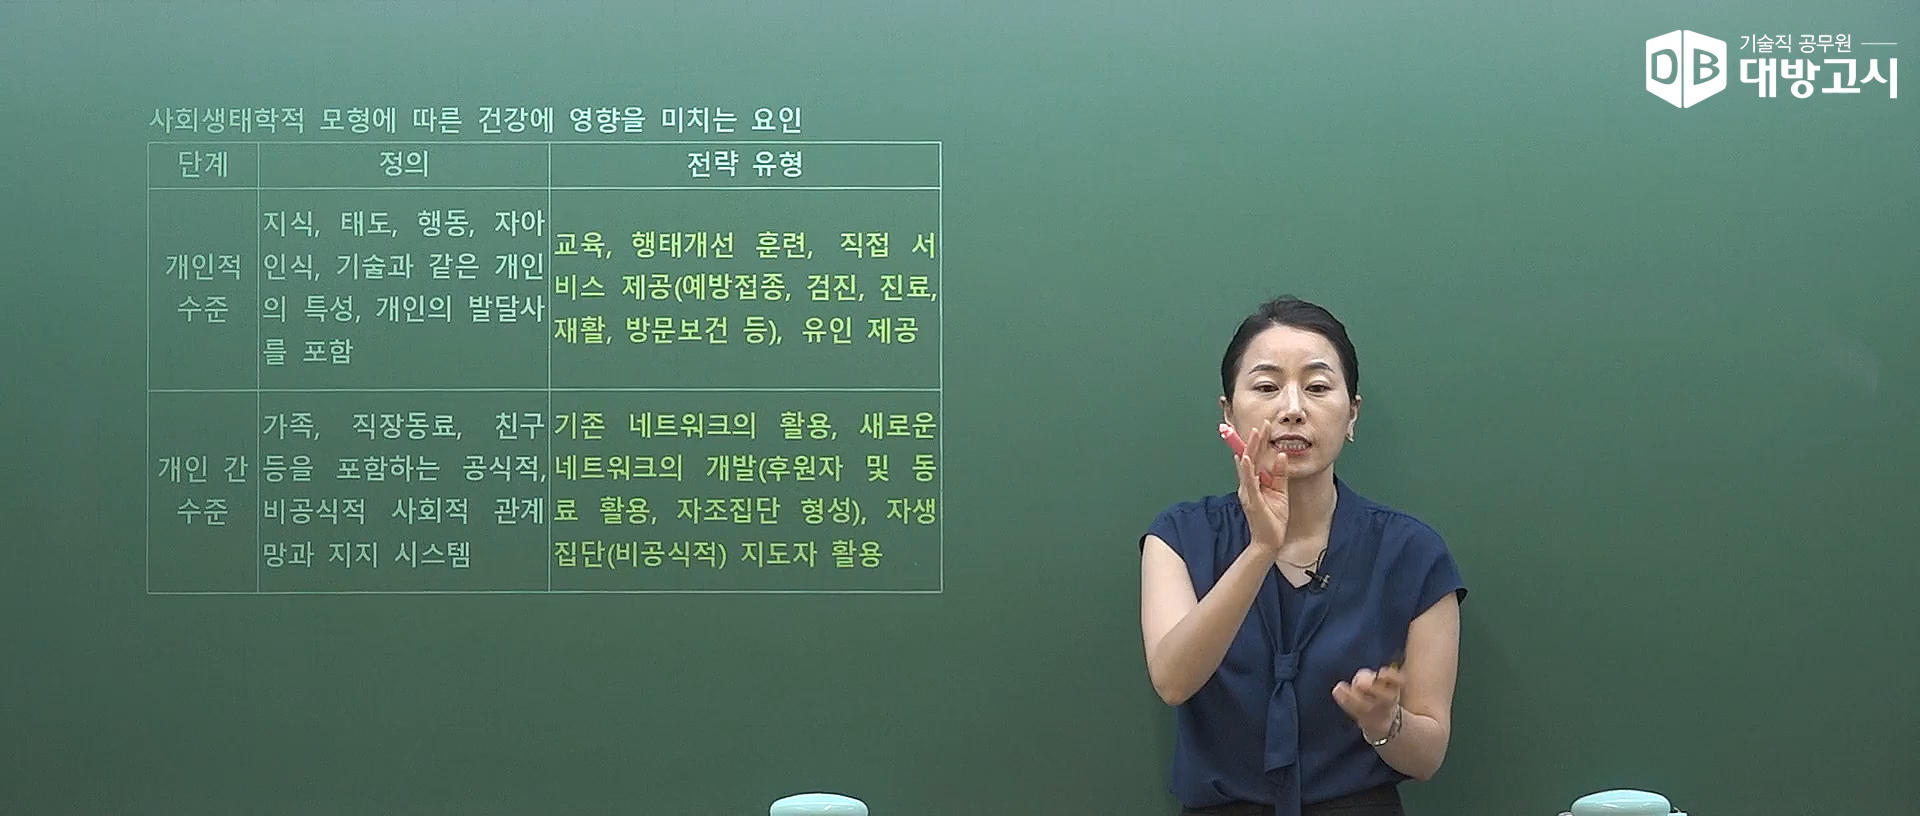 기술직 공무원
DB 대방고시
사회생태학적 모형에 따른 건강에 영향을 미치는 요인
단계
정의
전략 유형
개인적
수준
지식, 태도, 행동, 자아
인식, 기술과 같은 개인
의 특성, 개인의 발달사
를 포함
교육, 행태개선 훈련, 직접 서
비스 제공(예방접종, 검진, 진료,
재활, 방문보건 등), 유인 제공
개인 간
수준
가족, 직장동료, 친구
등을 포함하는 공식적,
비공식적 사회적 관계
망과 지지 시스템
기존 네트워크의 활용, 새로운
네트워크의 개발(후원자 및 동
료 활용, 자조집단 형성), 자생
집단(비공식적) 지도자 활용